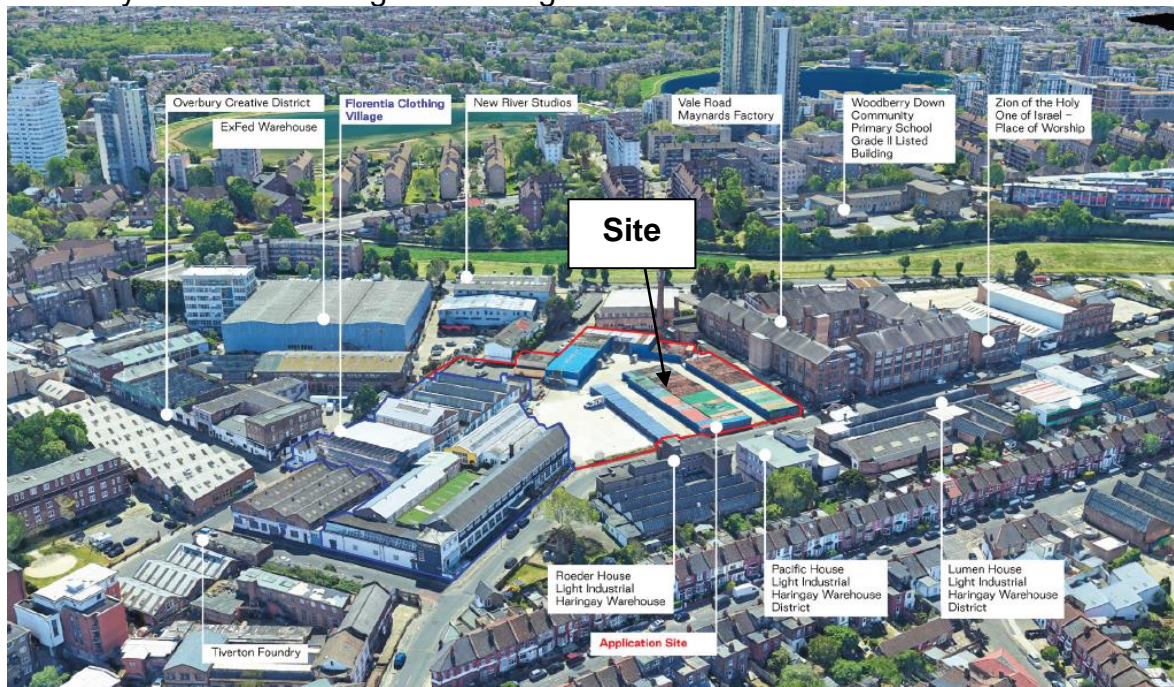 Overbury Creative District
ExFed Warehouse
Florentia Clothing
Village
New River Studios
Vale Road
Maynards Factory
Woodberry Down
Community
Primary School
Grade II Listed
Building
Zion of the Holy
One of Israel –
Place of Worship
Site
Roeder House
Light Industrial
Haringay Warehouse
Application Site
Pacific House
Light Industrial
Haringay Warehouse
District
Lumen House
Light Industrial
Haringay Warehouse
District
Tiverton Foundry